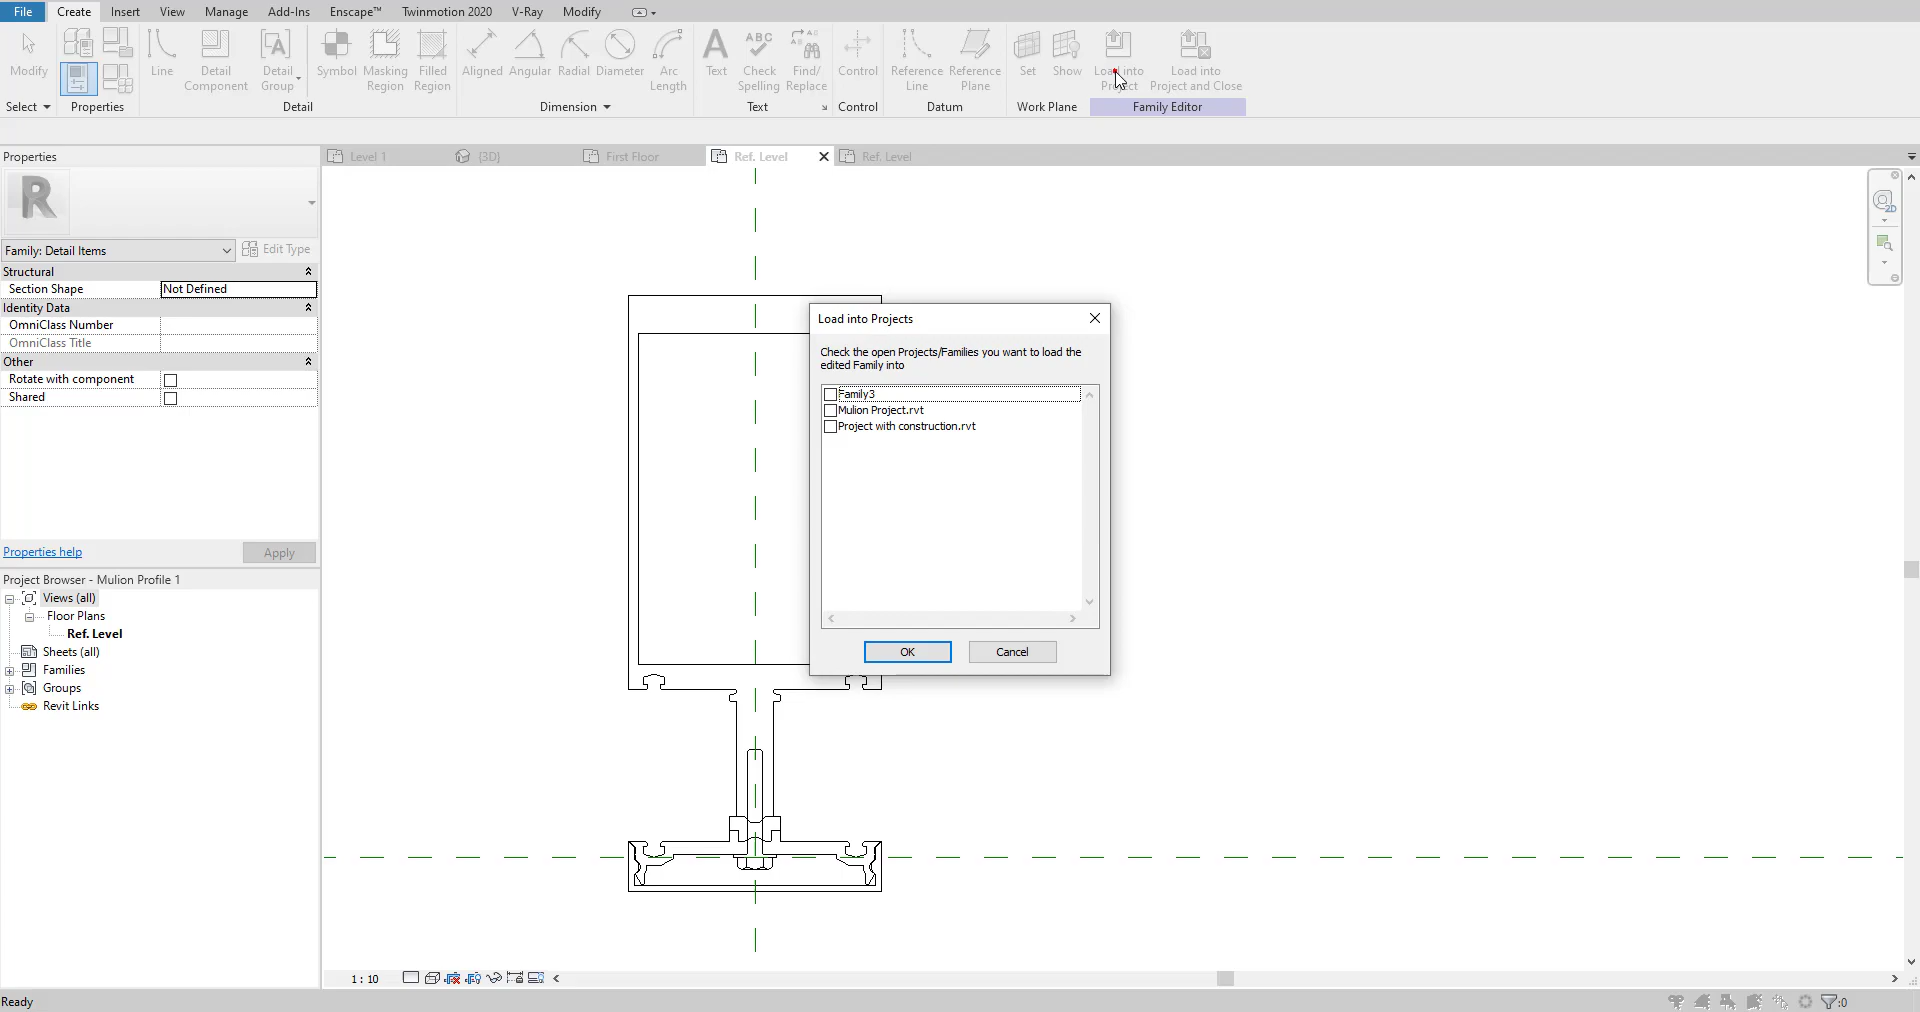 File Create Insert View Manage Add-Ins Enscape™ Twinmotion 2020 V-Ray Modify
Modify Line Detail Component Detail Group Symbol Masking Region Filled Region Aligned Angular Radial Diameter Arc Length Text Check Spelling Find/ Replace Control Reference Line Reference Plane Set Show Load into Project Load into Project and Close
Select Properties Detail Dimension Text Control Datum Work Plane Family Editor
Properties
Level 1 {3D} First Floor Ref. Level Ref. Level
R
2D
Family: Detail Items Edit Type
Structural
Section Shape Not Defined
Identity Data
OmniClass Number
OmniClass Title
Other
Rotate with component
Shared
Load into Projects
Check the open Projects/Families you want to load the
edited Family into
Family3
Mulion Project.rvt
Project with construction.rvt
OK Cancel
Properties help Apply
Project Browser - Mulion Profile 1
Views (all)
Floor Plans
Ref. Level
Sheets (all)
Families
Groups
Revit Links
1 : 10
Ready :0